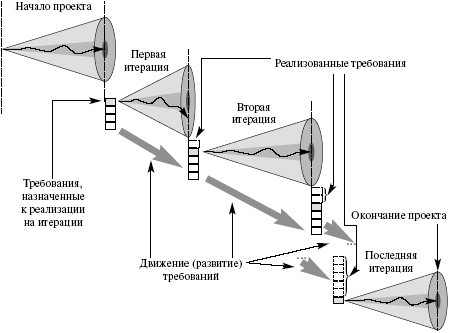 Начало проекта
Первая
итерация
Реализованные требования
Вторая
итерация
Требования,
назначенные
к реализации
на итерации
Окончание проекта
Движение (развитие)
требований
...
...
Последняя
итерация